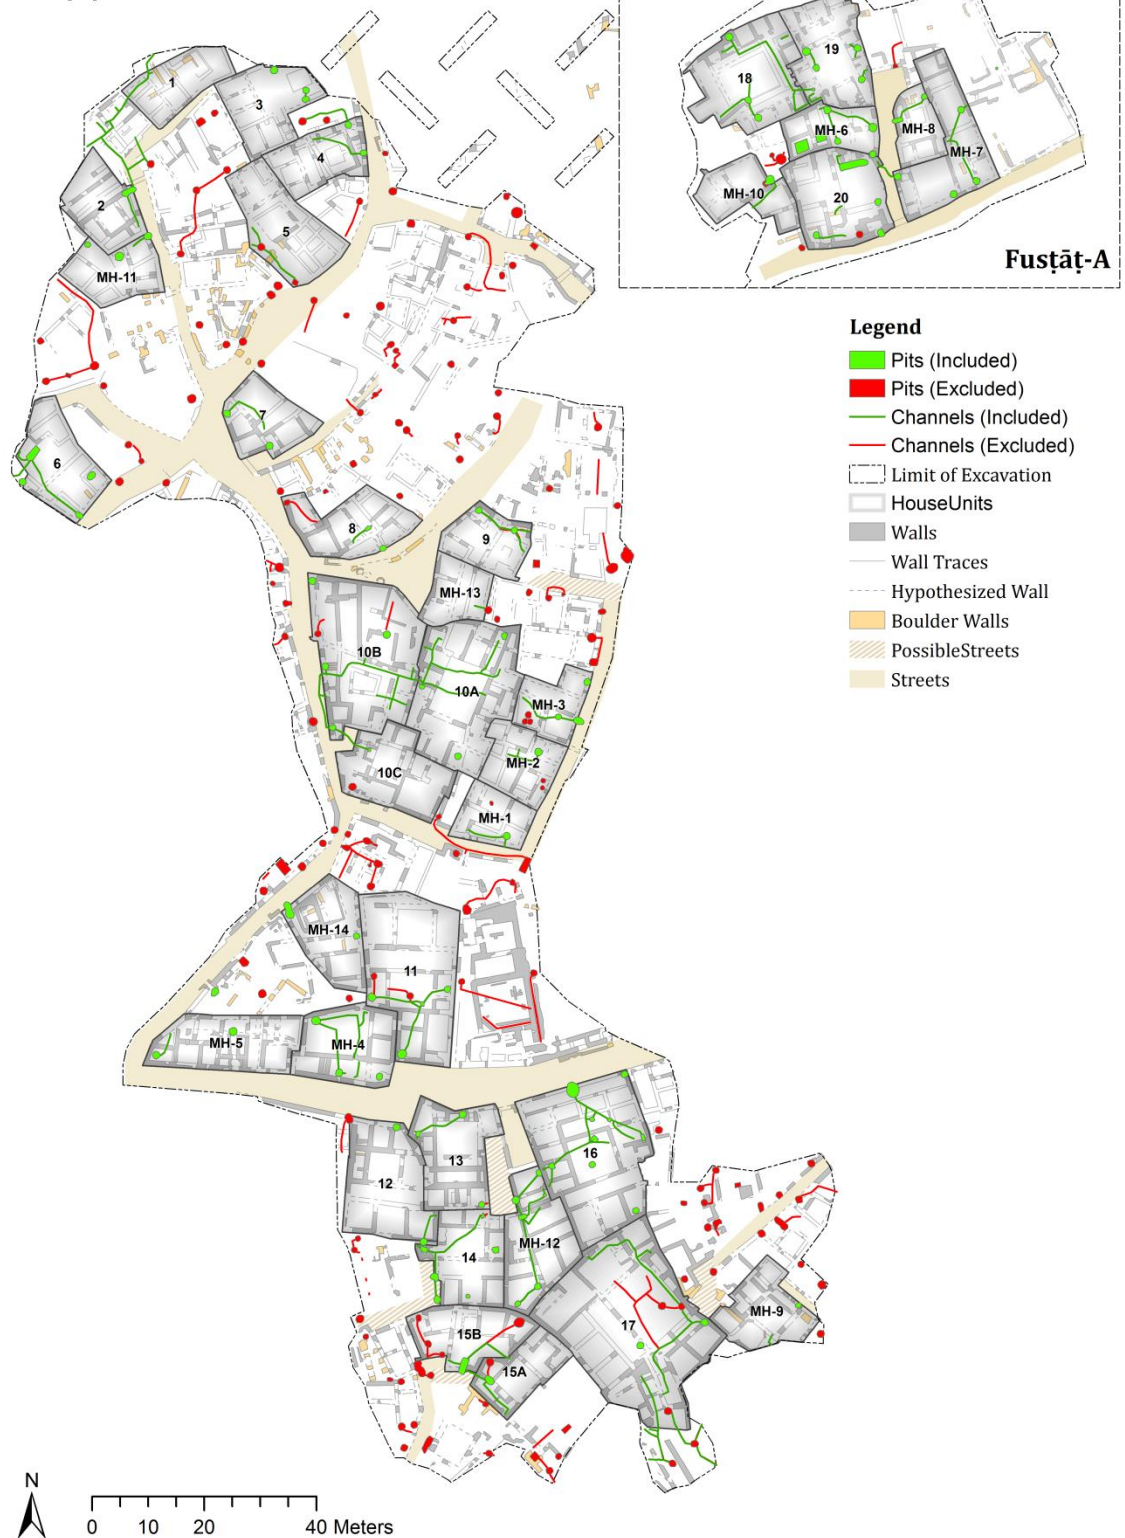 18
19
MH-6
MH-8
MH-7
MH-10
20
Fusṭāṭ-A
1
3
4
2
5
MH-11
7
6
8
9
MH-13
10B
10A
MH-3
MH-2
10C
MH-1
MH-14
11
MH-5
MH-4
13
12
16
14
MH-12
17
MH-9
15B
15A
Legend
Pits (Included)
Pits (Excluded)
Channels (Included)
Channels (Excluded)
Limit of Excavation
HouseUnits
Walls
Wall Traces
Hypothesized Wall
Boulder Walls
PossibleStreets
Streets
N
0 10 20 40 Meters